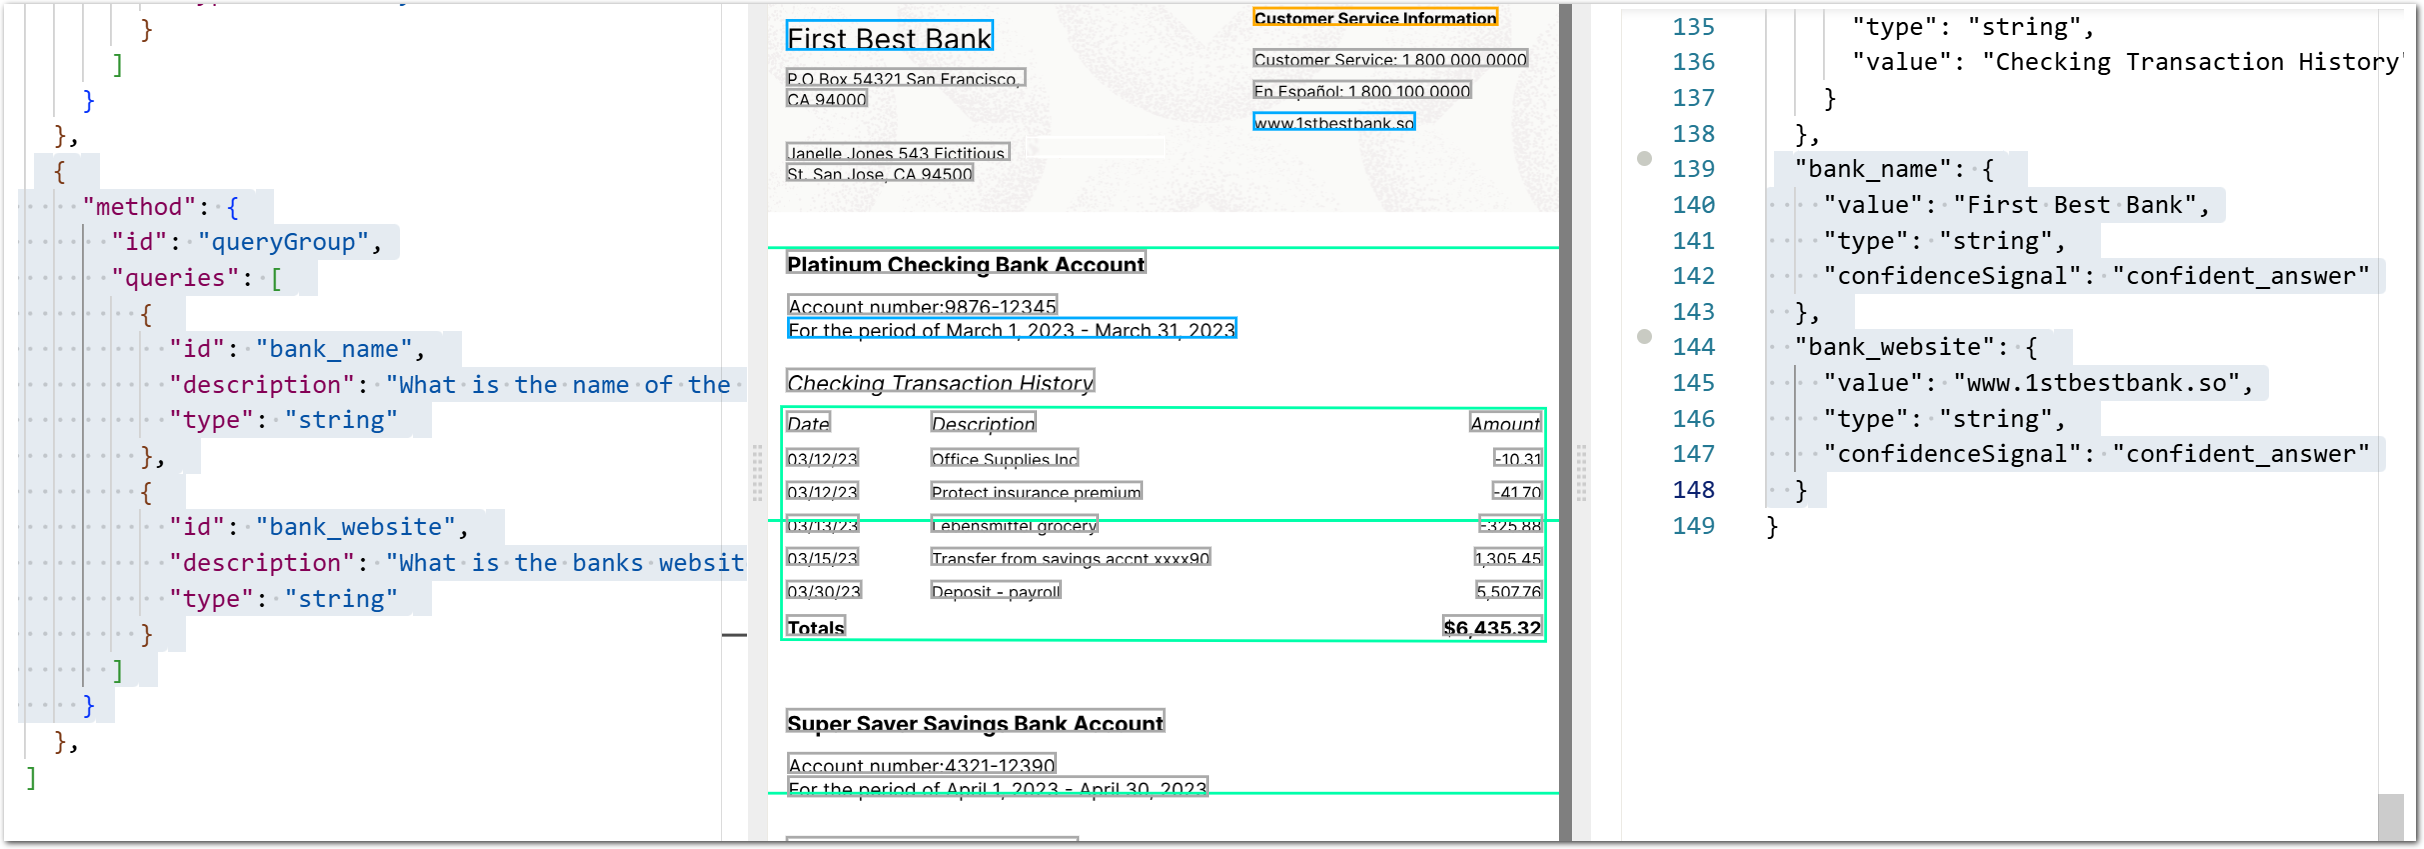 }
]
}
},
{
"method": {
"id": "queryGroup",
"queries": [
{
"id": "bank_name",
"description": "What is the name of the
"type": "string"
},
{
"id": "bank_website",
"description": "What is the banks websit
"type": "string"
}
]
}
},
]
First Best Bank
P.O Box 54321 San Francisco,
CA 94000
Janelle Jones 543 Fictitious
St. San Jose, CA 94500
Customer Service Information
Customer Service: 1 800 000 0000
En Español: 1 800 100 0000
www.1stbestbank.so
Platinum Checking Bank Account
Account number:9876-12345
For the period of March 1, 2023 - March 31, 2023
Checking Transaction History
Date Description Amount
03/12/23 Office Supplies Inc -10.31
03/12/23 Protect insurance premium -41.70
03/13/23 Lebensmittel grocery -325.88
03/15/23 Transfer from savings accnt xxxx90 1,305.45
03/30/23 Deposit - payroll 5,507.76
Totals $6,435.32
Super Saver Savings Bank Account
Account number:4321-12390
For the period of April 1, 2023 - April 30, 2023
135 "type": "string",
136 "value": "Checking Transaction History"
137 }
138 },
139 "bank_name": {
140 "value": "First Best Bank",
141 "type": "string",
142 "confidenceSignal": "confident_answer"
143 },
144 "bank_website": {
145 "value": "www.1stbestbank.so",
146 "type": "string",
147 "confidenceSignal": "confident_answer"
148 }
149 }